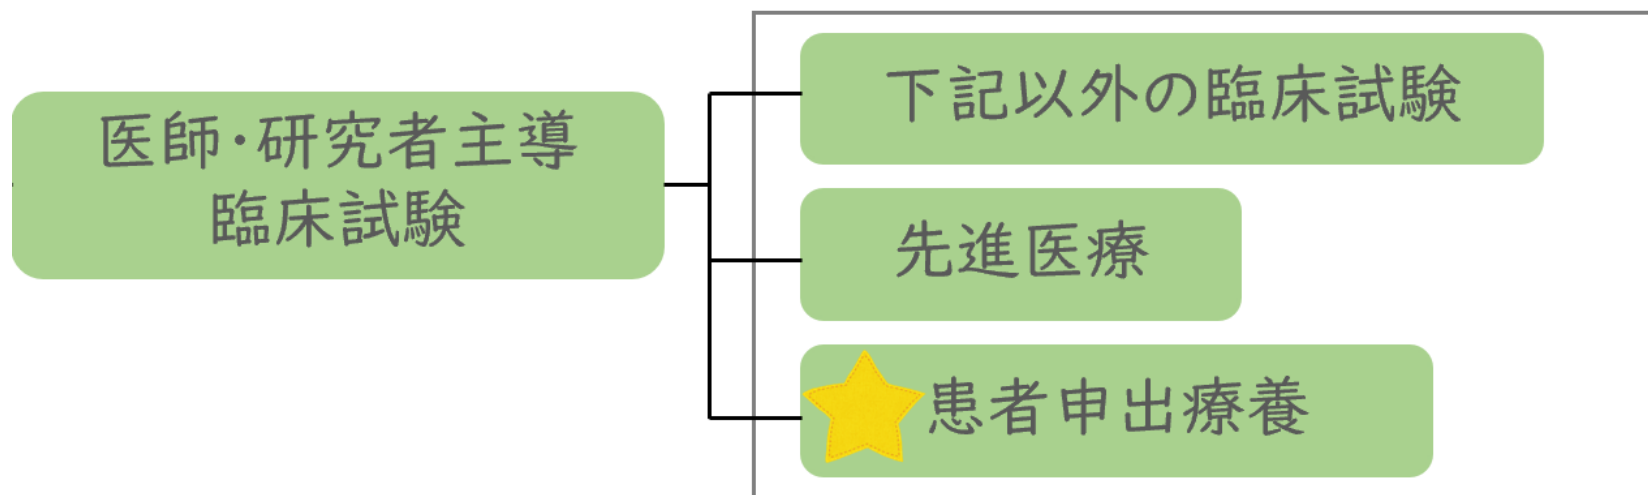 医師・研究者主導
臨床試験
下記以外の臨床試験
先進医療
患者申出療養